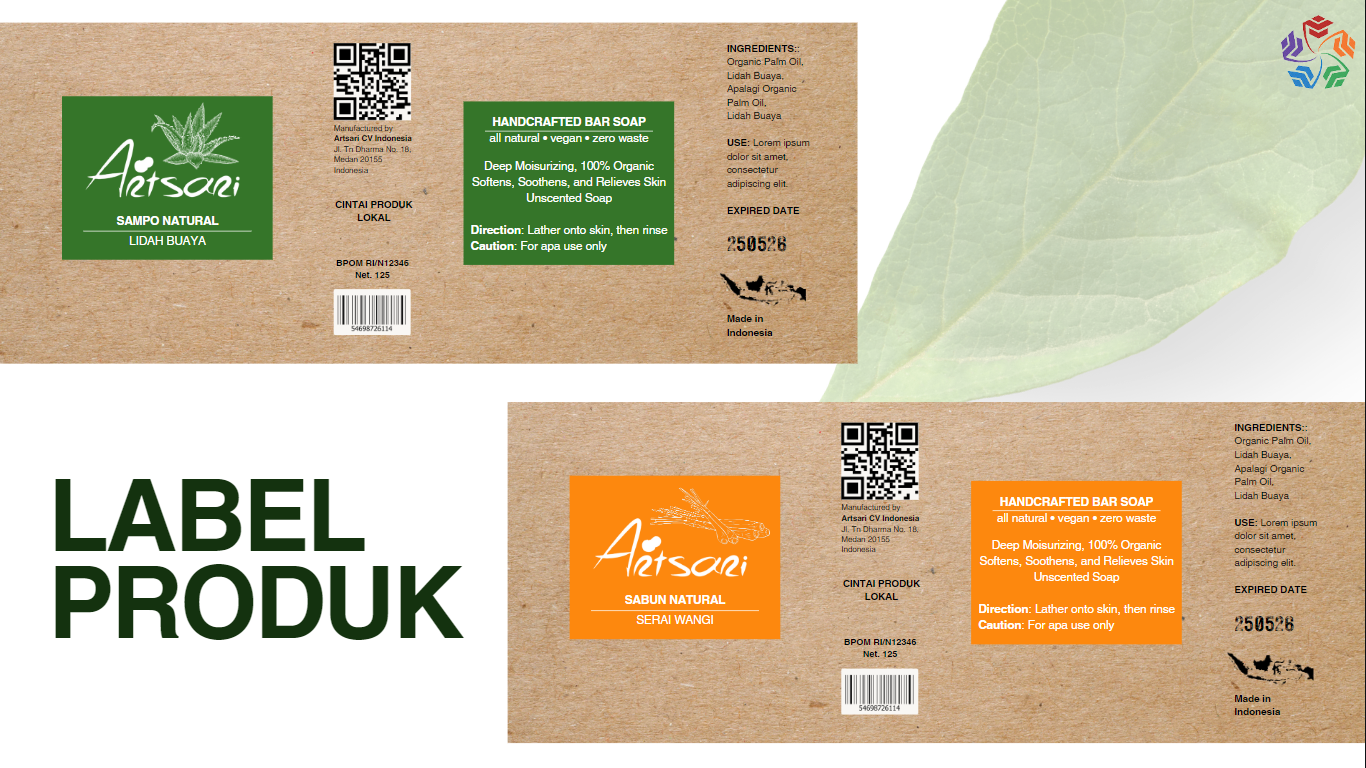 Artsari
SAMPO NATURAL
LIDAH BUAYA
Manufactured by:
Artsari CV Indonesia
Jl. Tn Dharma No. 18,
Medan 20155
Indonesia
CINTAI PRODUK
LOKAL
BPOM RI/N12346
Net. 125
54698726114
HANDCRAFTED BAR SOAP
all natural • vegan • zero waste
Deep Moisurizing, 100% Organic
Softens, Soothens, and Relieves Skin
Unscented Soap
Direction: Lather onto skin, then rinse
Caution: For apa use only
INGREDIENTS::
Organic Palm Oil,
Lidah Buaya,
Apalagi Organic
Palm Oil,
Lidah Buaya
USE: Lorem ipsum
dolor sit amet,
consectetur
adipiscing elit.
EXPIRED DATE
250526
Made in
Indonesia
LABEL
PRODUK
Artsari
SABUN NATURAL
SERAI WANGI
Manufactured by:
Artsari CV Indonesia
Jl. Tn Dharma No. 18,
Medan 20155
Indonesia
CINTAI PRODUK
LOKAL
BPOM RI/N12346
Net. 125
54698726114
HANDCRAFTED BAR SOAP
all natural • vegan • zero waste
Deep Moisurizing, 100% Organic
Softens, Soothens, and Relieves Skin
Unscented Soap
Direction: Lather onto skin, then rinse
Caution: For apa use only
INGREDIENTS::
Organic Palm Oil,
Lidah Buaya,
Apalagi Organic
Palm Oil,
Lidah Buaya
USE: Lorem ipsum
dolor sit amet,
consectetur
adipiscing elit.
EXPIRED DATE
250526
Made in
Indonesia